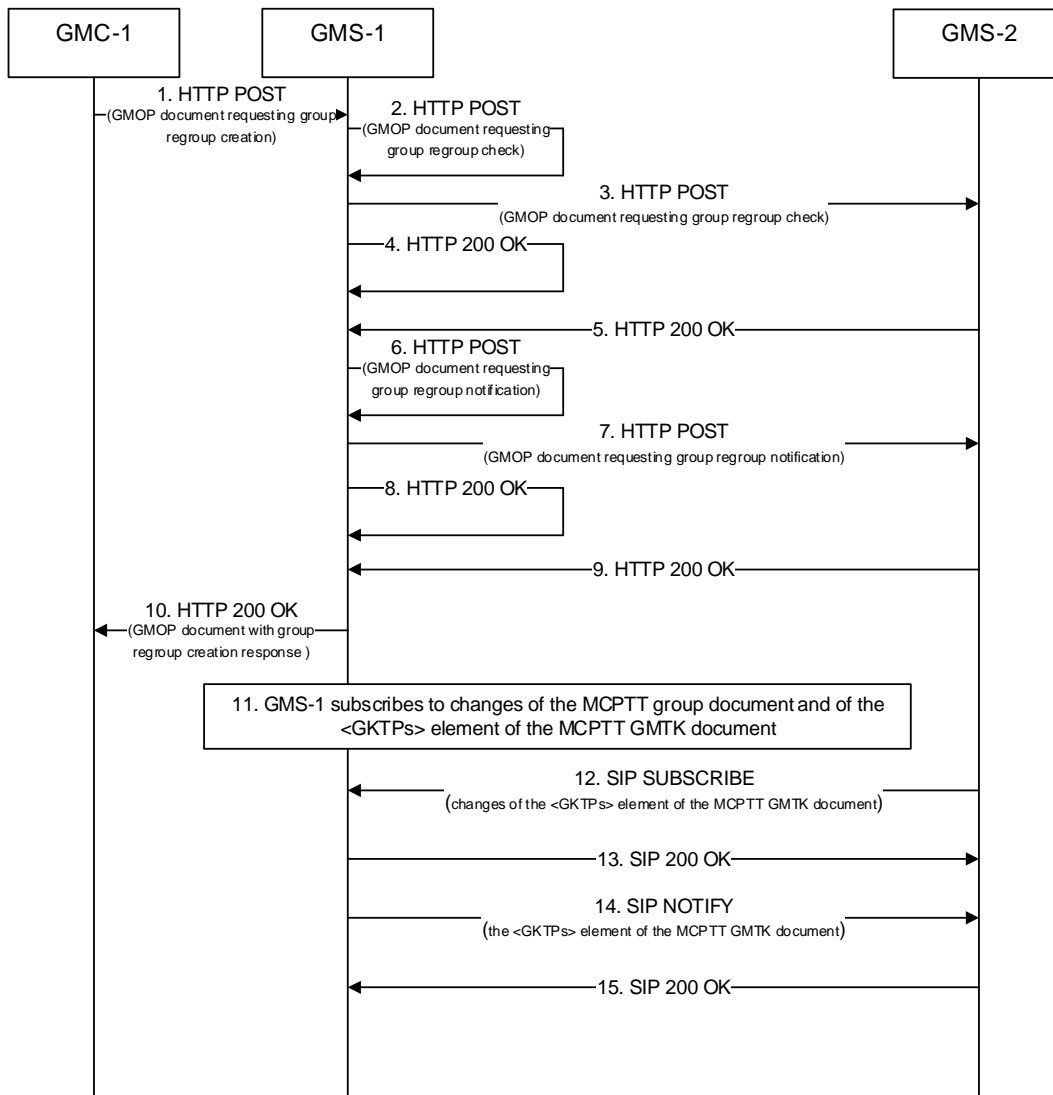 GMC-1
GMS-1
GMS-2
1. HTTP POST
(GMOP document requesting group
regroup creation)
2. HTTP POST
(GMOP document requesting
group regroup check)
3. HTTP POST
(GMOP document requesting group regroup check)
4. HTTP 200 OK
5. HTTP 200 OK
6. HTTP POST
(GMOP document requesting
group regroup notification)
7. HTTP POST
(GMOP document requesting group regroup notification)
8. HTTP 200 OK
9. HTTP 200 OK
10. HTTP 200 OK
(GMOP document with group
regroup creation response )
11. GMS-1 subscribes to changes of the MCPTT group document and of the
<GKTPs> element of the MCPTT GMTK document
12. SIP SUBSCRIBE
(changes of the <GKTPs> element of the MCPTT GMTK document)
13. SIP 200 OK
14. SIP NOTIFY
(the <GKTPs> element of the MCPTT GMTK document)
15. SIP 200 OK